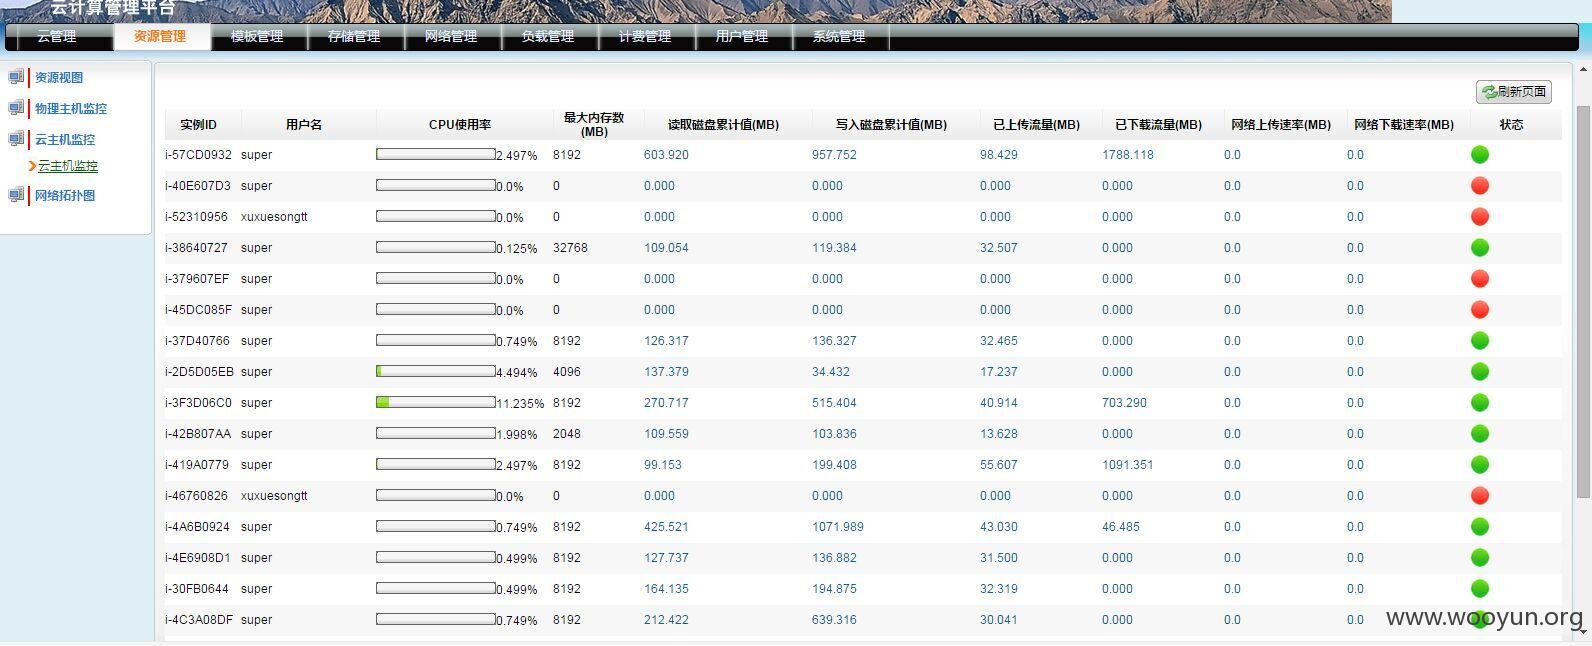 云计算管理平台
云管理 资源管理 模板管理 存储管理 网络管理 负载管理 计费管理 用户管理 系统管理
资源视图
物理主机监控
云主机监控
云主机监控
网络拓扑图
刷新页面
实例ID 用户名 CPU使用率 最大内存数(MB) 读取磁盘累计值(MB) 写入磁盘累计值(MB) 已上传流量(MB) 已下载流量(MB) 网络上传速率(MB) 网络下载速率(MB) 状态
i-57CD0932 super 2.497% 8192 603.920 957.752 98.429 1788.118 0.0 0.0
i-40E607D3 super 0.0% 0 0.000 0.000 0.000 0.000 0.0 0.0
i-52310956 xuxuesongtt 0.0% 0 0.000 0.000 0.000 0.000 0.0 0.0
i-38640727 super 0.125% 32768 109.054 119.384 32.507 0.000 0.0 0.0
i-379607EF super 0.0% 0 0.000 0.000 0.000 0.000 0.0 0.0
i-45DC085F super 0.0% 0 0.000 0.000 0.000 0.000 0.0 0.0
i-37D40766 super 0.749% 8192 126.317 136.327 32.465 0.000 0.0 0.0
i-2D5D05EB super 4.494% 4096 137.379 34.432 17.237 0.000 0.0 0.0
i-3F3D06C0 super 11.235% 8192 270.717 515.404 40.914 703.290 0.0 0.0
i-42B807AA super 1.998% 2048 109.559 103.836 13.628 0.000 0.0 0.0
i-419A0779 super 2.497% 8192 99.153 199.408 55.607 1091.351 0.0 0.0
i-46760826 xuxuesongtt 0.0% 0 0.000 0.000 0.000 0.000 0.0 0.0
i-4A6B0924 super 0.749% 8192 425.521 1071.989 43.030 46.485 0.0 0.0
i-4E6908D1 super 0.499% 8192 127.737 136.882 31.500 0.000 0.0 0.0
i-30FB0644 super 0.499% 8192 164.135 194.875 32.319 0.000 0.0 0.0
i-4C3A08DF super 0.749% 8192 212.422 639.316 30.041 0.000 0.0 0.0
www.wooyun.org